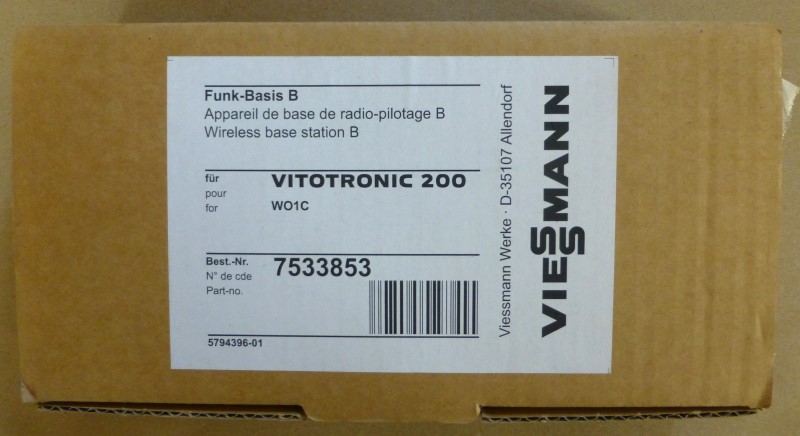 Funk-Basis B
Appareil de base de radio-pilotage B
Wireless base station B
für VITOTRONIC 200
pour
for WO1C
Best.-Nr. 7533853
N° de cde
Part-no.
5794396-01
Viessmann Werke · D-35107 Allendorf
VIESSMANN